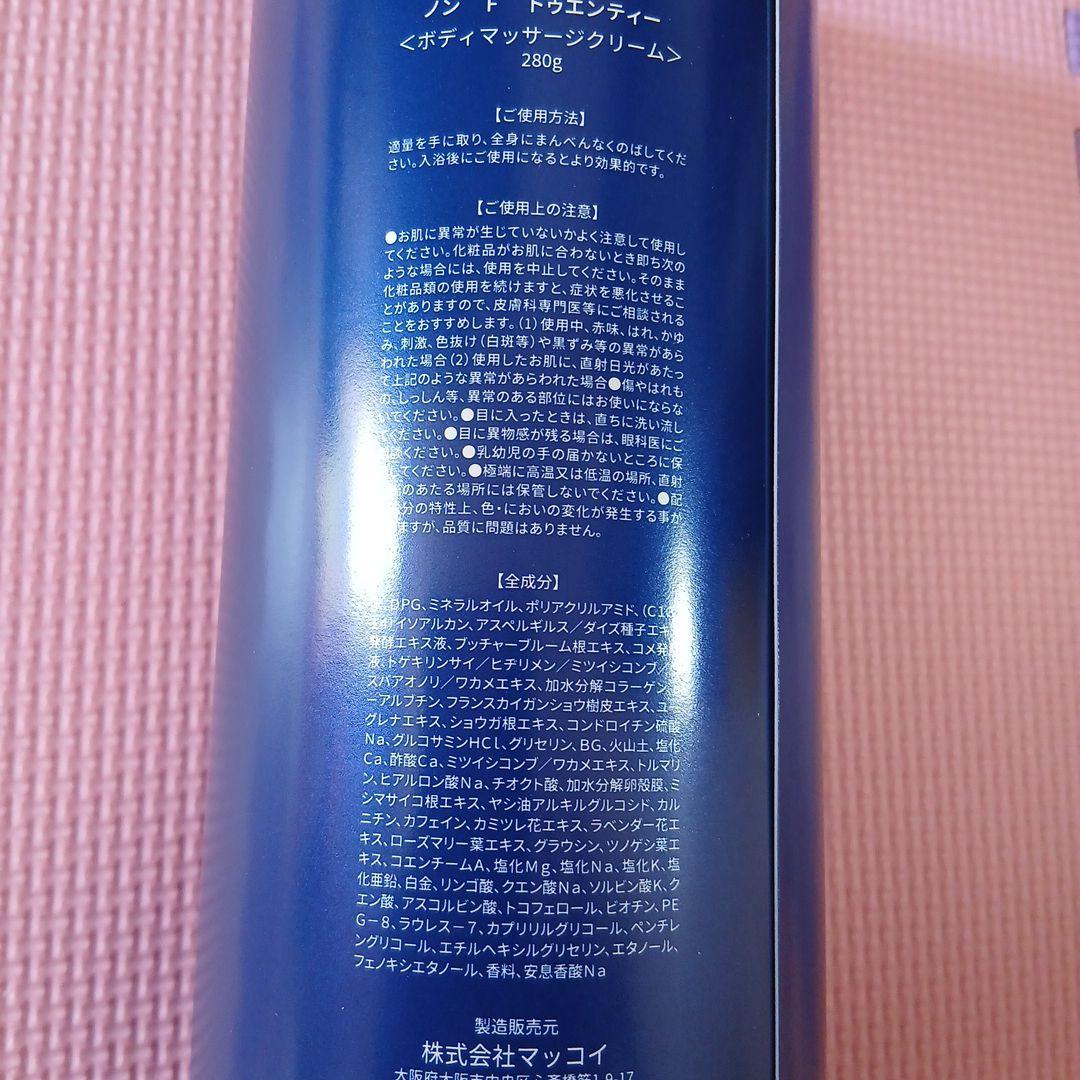 トゥエンティー
＜ボディマッサージクリーム＞
280g
【ご使用方法】
適量を手に取り、全身にまんべんなくのばしてくだ
さい。入浴後にご使用になるとより効果的です。
【ご使用上の注意】
●お肌に異常が生じていないかよく注意して使用し
てください。化粧品がお肌に合わないとき即ち次の
ような場合には、使用を中止してください。そのまま
化粧品類の使用を続けますと、症状を悪化させるこ
とがありますので、皮膚科専門医等にご相談される
ことをおすすめします。（1）使用中、赤味、はれ、かゆ
み、刺激、色抜け（白斑等）や黒ずみ等の異常があら
われた場合（2）使用したお肌に、直射日光があたっ
て上記のような異常があらわれた場合●傷やはれも
の、しっしん等、異常のある部位にはお使いにならな
いでください。●目に入ったときは、直ちに洗い流し
てください。●目に異物感が残る場合は、眼科医にご
ください。●乳幼児の手の届かないところに保
してください。●極端に高温又は低温の場所、直射
のあたる場所には保管しないでください。●配
分の特性上、色・においの変化が発生する事が
ますが、品質に問題はありません。
【全成分】
DPG、ミネラルオイル、ポリアクリルアミド、（C1
イソアルカン、アスペルギルス／ダイズ種子エキ
発酵エキス液、ブッチャーブルーム根エキス、コメ発
液、トゲキリンサイ／ヒヂリメン／ミツイシコンブ
スバアオノリ／ワカメエキス、加水分解コラーゲン
ーアルブチン、フランスカイガンショウ樹皮エキス、ユー
グレナエキス、ショウガ根エキス、コンドロイチン硫酸
Na、グルコサミンHCl、グリセリン、BG、火山土、塩化
Ca、酢酸Ca、ミツイシコンブ／ワカメエキス、トルマリ
ン、ヒアルロン酸Na、チオクト酸、加水分解卵殻膜、ミ
シマサイコ根エキス、ヤシ油アルキルグルコシド、カル
ニチン、カフェイン、カミツレ花エキス、ラベンダー花エ
キス、ローズマリー葉エキス、グラウシン、ツノゲシ葉エ
キス、コエンチームA、塩化Mg、塩化Na、塩化K、塩
化亜鉛、白金、リンゴ酸、クエン酸Na、ソルビン酸K、ク
エン酸、アスコルビン酸、トコフェロール、ビオチン、PE
G－8、ラウレス－7、カプリリルグリコール、ペンチレ
ングリコール、エチルヘキシルグリセリン、エタノール、
フェノキシエタノール、香料、安息香酸Na
製造販売元
株式会社マッコイ
大阪府大阪市中央区心斎橋筋1-9-17